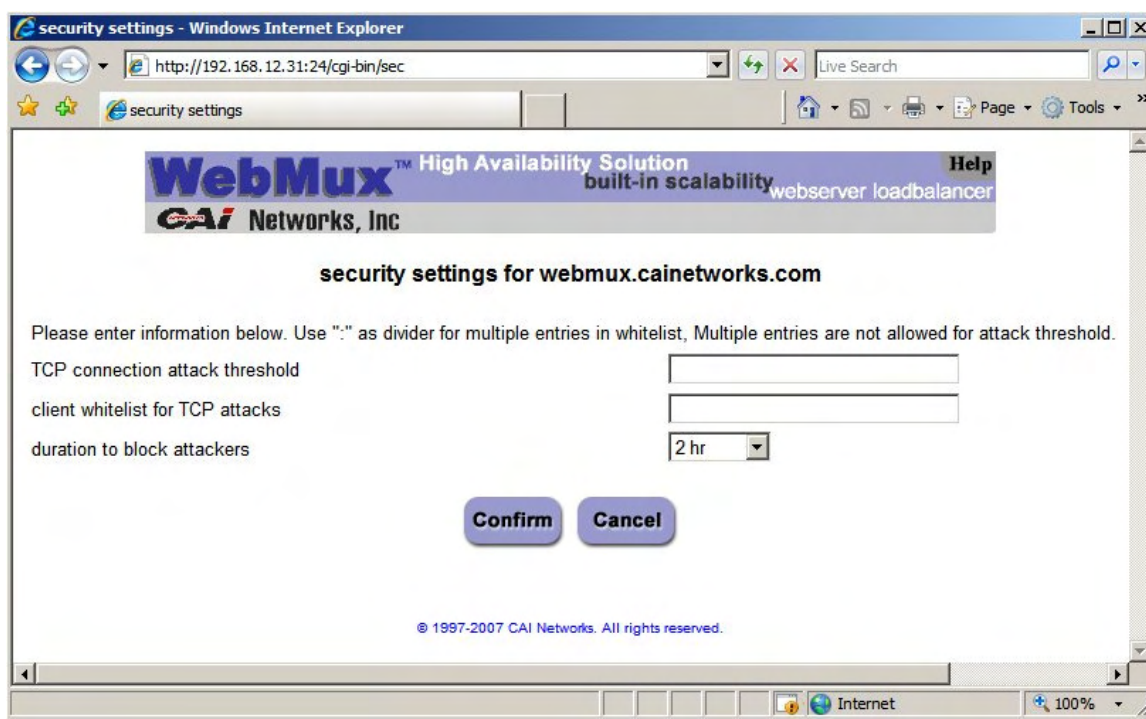 security settings - Windows Internet Explorer
http://192.168.12.31:24/cgi-bin/sec
Live Search
security settings
Page
Tools
WebMux™ High Availability Solution
built-in scalability
webserver loadbalancer
Help
CAi Networks, Inc
security settings for webmux.cainetworks.com
Please enter information below. Use ":" as divider for multiple entries in whitelist, Multiple entries are not allowed for attack threshold.
TCP connection attack threshold
client whitelist for TCP attacks
duration to block attackers
2 hr
Confirm
Cancel
© 1997-2007 CAI Networks. All rights reserved.
Internet
100%